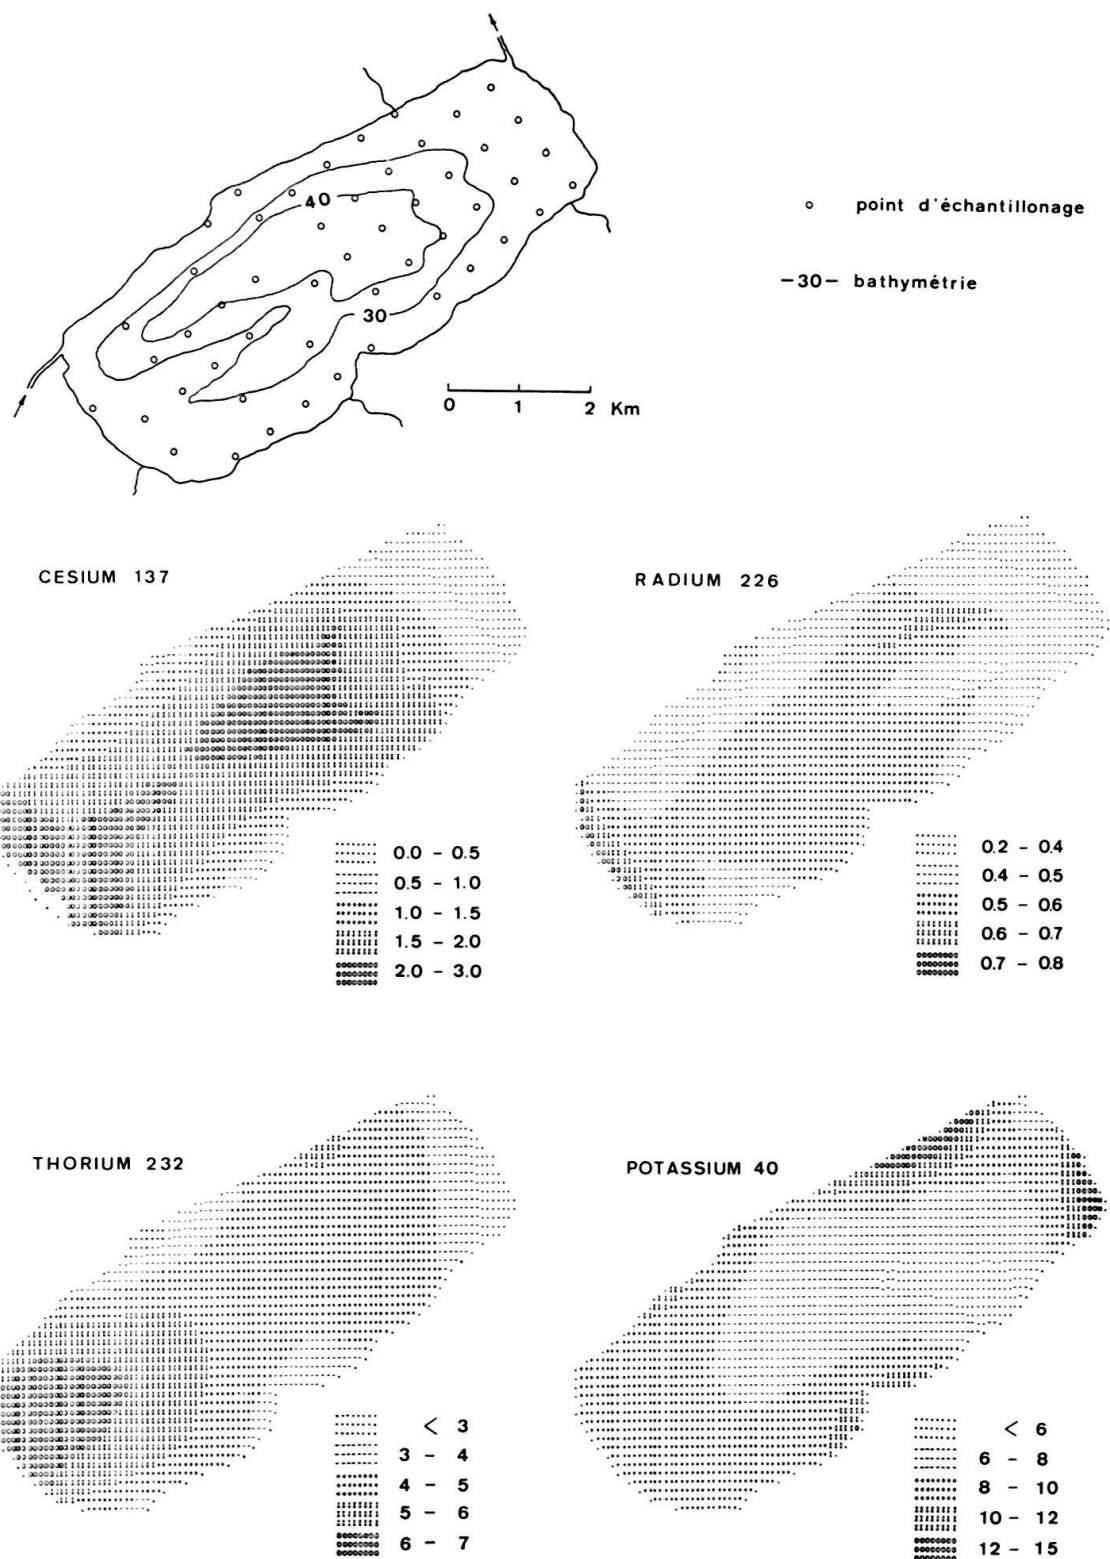 40
30
o point d'échantillonage
-30- bathymétrie
0 1 2 Km
CESIUM 137
0.0 - 0.5
0.5 - 1.0
1.0 - 1.5
1.5 - 2.0
2.0 - 3.0
RADIUM 226
0.2 - 0.4
0.4 - 0.5
0.5 - 0.6
0.6 - 0.7
0.7 - 0.8
THORIUM 232
< 3
3 - 4
4 - 5
5 - 6
6 - 7
POTASSIUM 40
< 6
6 - 8
8 - 10
10 - 12
12 - 15